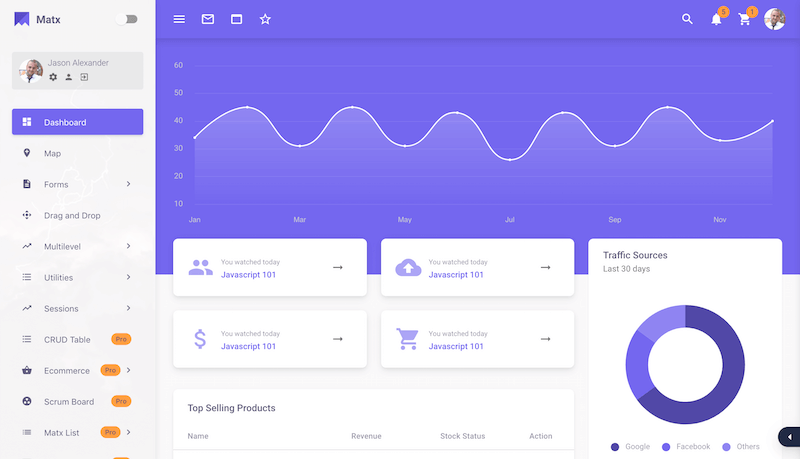 Matx
5
1
Jason Alexander
Dashboard
Map
Forms
Drag and Drop
Multilevel
Utilities
Sessions
CRUD Table Pro
Ecommerce Pro
Scrum Board Pro
Matx List Pro
60
50
40
30
20
10
Jan Mar May Jul Sep Nov
You watched today
Javascript 101
You watched today
Javascript 101
You watched today
Javascript 101
You watched today
Javascript 101
Traffic Sources
Last 30 days
Google Facebook Others
Top Selling Products
Name Revenue Stock Status Action